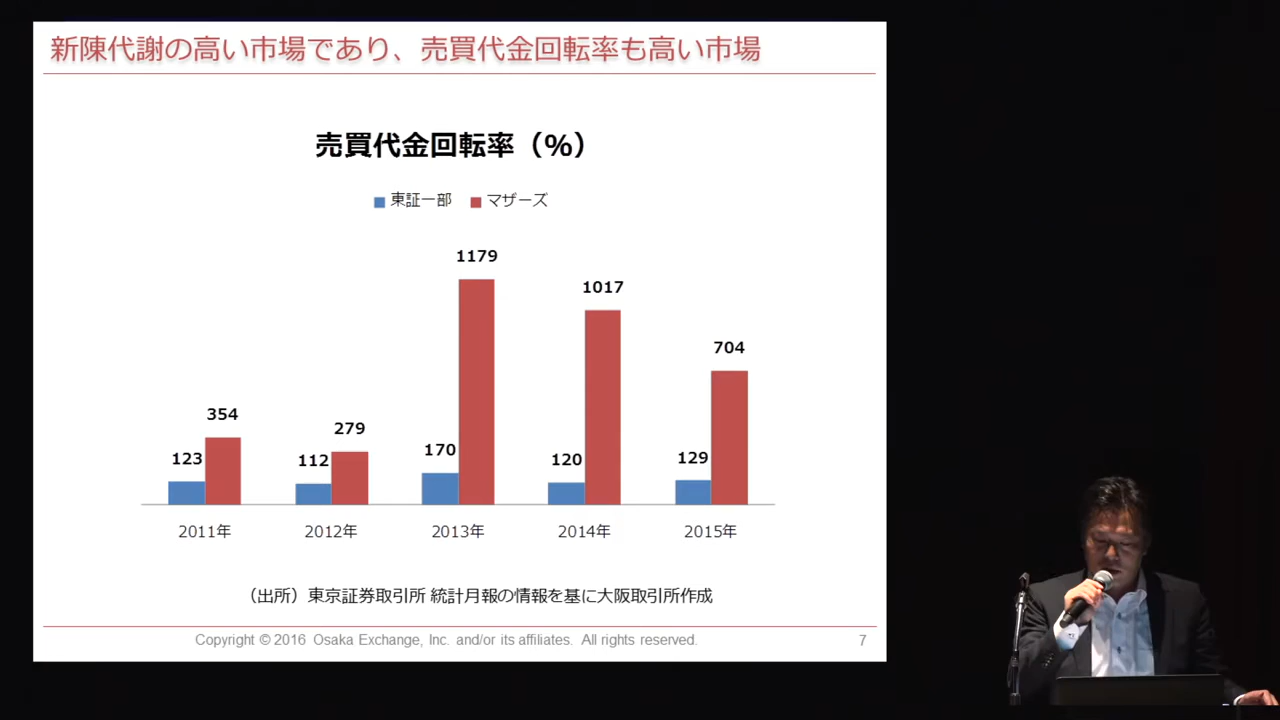 新陳代謝の高い市場であり、売買代金回転率も高い市場
売買代金回転率（%）
東証一部 マザーズ
1179
1017
704
354
279
170
123
112
120
129
2011年 2012年 2013年 2014年 2015年
（出所）東京証券取引所 統計月報の情報を基に大阪取引所作成
Copyright © 2016 Osaka Exchange, Inc. and/or its affiliates. All rights reserved. 7